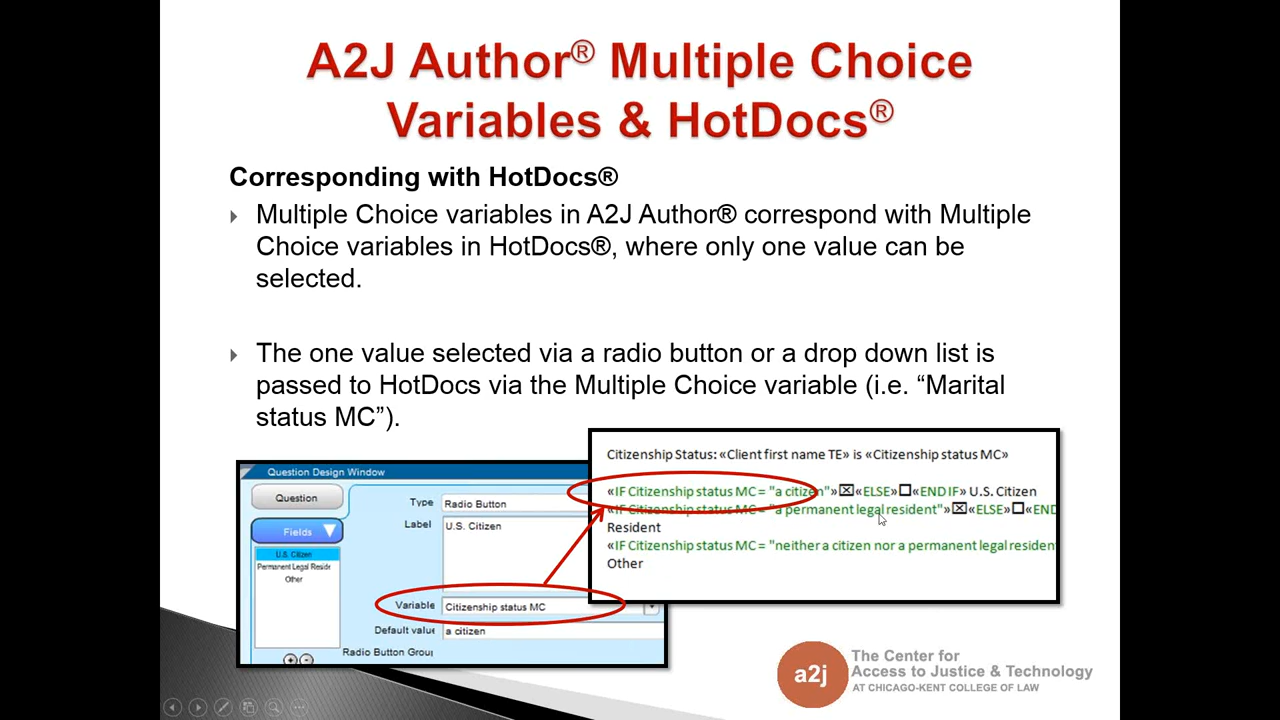 A2J Author® Multiple Choice
Variables & HotDocs®
Corresponding with HotDocs®
Multiple Choice variables in A2J Author® correspond with Multiple
Choice variables in HotDocs®, where only one value can be
selected.
The one value selected via a radio button or a drop down list is
passed to HotDocs via the Multiple Choice variable (i.e. “Marital
status MC”).
Question Design Window
Question
Fields
U.S. Citizen
Permanent Legal Reside
Other
Type Radio Button
Label U.S. Citizen
Variable Citizenship status MC
Default value a citizen
Radio Button Group
Citizenship Status: «Client first name TE» is «Citizenship status MC»
«IF Citizenship status MC = "a citizen"»☒«ELSE»☐«END IF» U.S. Citizen
«IF Citizenship status MC = "a permanent legal resident"»☒«ELSE»☐«END
Resident
«IF Citizenship status MC = "neither a citizen nor a permanent legal residen
Other
a2j
The Center for
Access to Justice & Technology
AT CHICAGO-KENT COLLEGE OF LAW